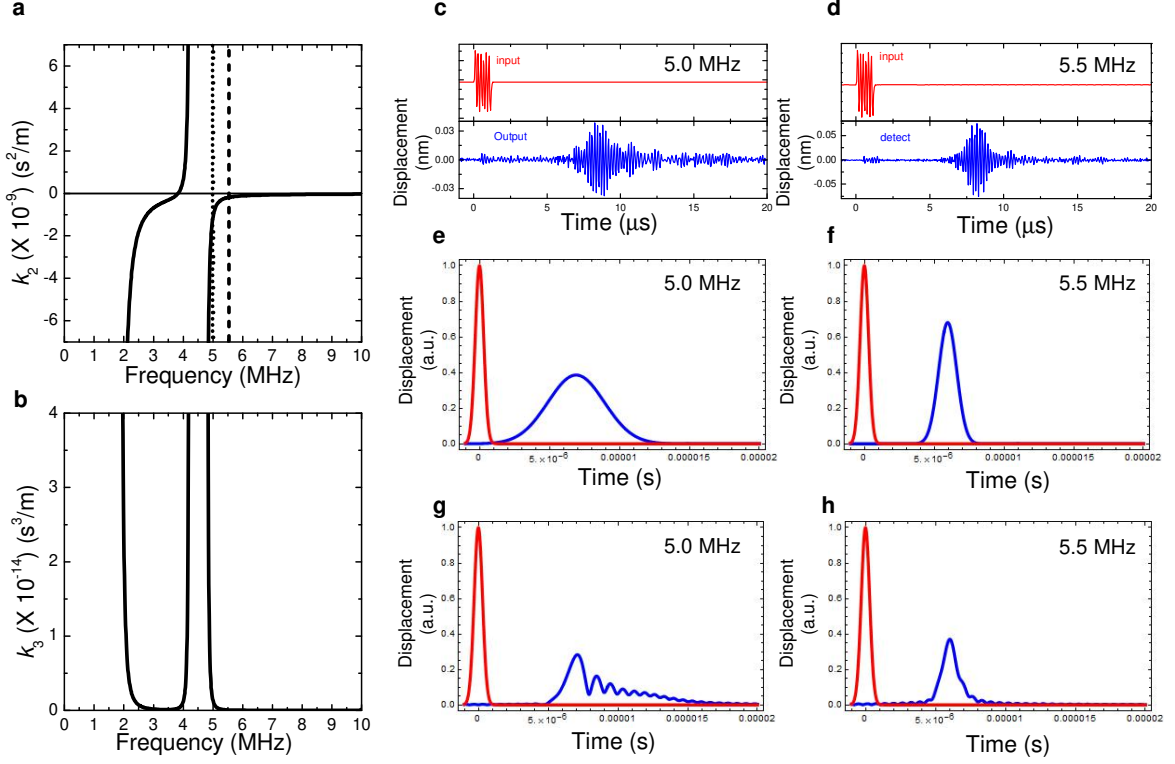 a
6
4
2
0
-2
-4
-6
k2 (X 10-9) (s2/m)
0 1 2 3 4 5 6 7 8 9 10
Frequency (MHz)
b
4
3
2
1
0
k3 (X 10-14) (s3/m)
0 1 2 3 4 5 6 7 8 9 10
Frequency (MHz)
c
input
5.0 MHz
Output
0.03
0.00
-0.03
Displacement
(nm)
0 5 10 15 20
Time (μs)
d
input
5.5 MHz
detect
0.05
0.00
-0.05
Displacement
(nm)
0 5 10 15 20
Time (μs)
e
5.0 MHz
1.0
0.8
0.6
0.4
0.2
0.0
Displacement
(a.u.)
0 5.×10-6 0.00001 0.000015 0.00002
Time (s)
f
5.5 MHz
1.0
0.8
0.6
0.4
0.2
0.0
Displacement
(a.u.)
0 5.×10-6 0.00001 0.000015 0.00002
Time (s)
g
5.0 MHz
1.0
0.8
0.6
0.4
0.2
0.0
Displacement
(a.u.)
0 5.×10-6 0.00001 0.000015 0.00002
Time (s)
h
5.5 MHz
1.0
0.8
0.6
0.4
0.2
0.0
Displacement
(a.u.)
0 5.×10-6 0.00001 0.000015 0.00002
Time (s)